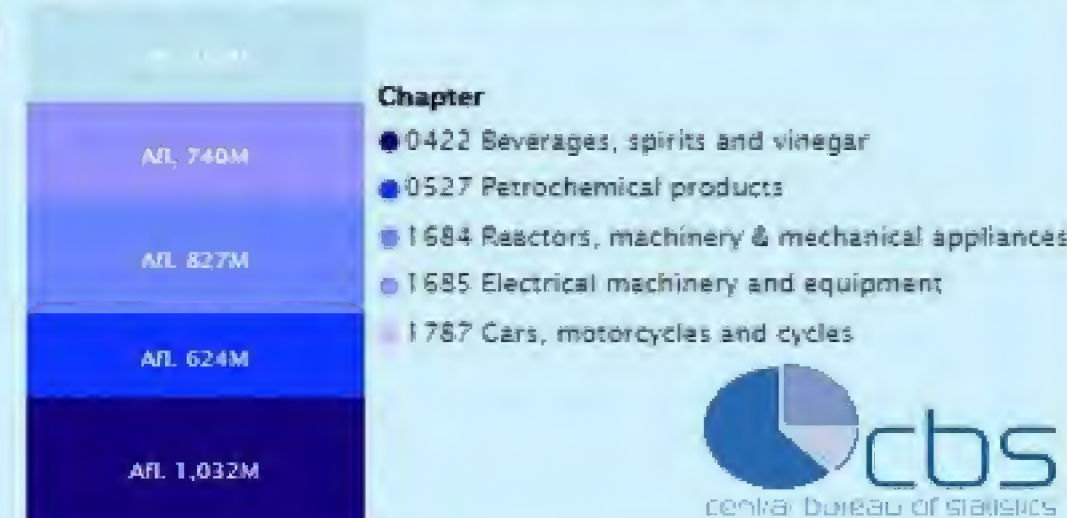 Afl. 740M
Afl. 827M
Afl. 624M
Afl. 1,032M
Chapter
0422 Beverages, spirits and vinegar
0527 Petrochemical products
1684 Reactors, machinery & mechanical appliances
1685 Electrical machinery and equipment
1787 Cars, motorcycles and cycles
cbs
central bureau of statistics